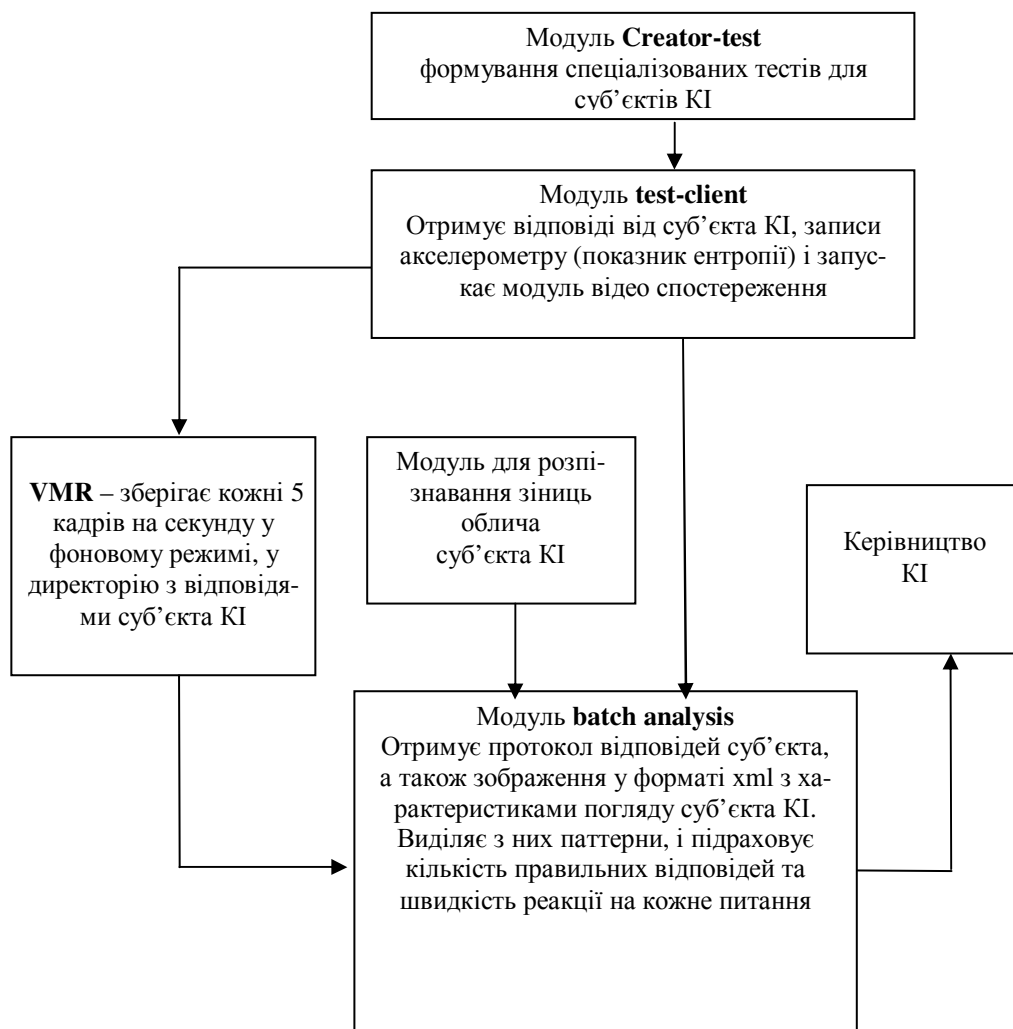 Модуль Creator-test
формування спеціалізованих тестів для
суб’єктів КІ
Модуль test-client
Отримує відповіді від суб’єкта КІ, записи
акселерометру (показник ентропії) і запус-
кає модуль відео спостереження
VMR – зберігає кожні 5
кадрів на секунду у
фоновому режимі, у
директорію з відповідя-
ми суб’єкта КІ
Модуль для розпі-
знавання зіниць
облича
суб’єкта КІ
Керівництво
КІ
Модуль batch analysis
Отримує протокол відповідей суб’єкта,
а також зображення у форматі xml з ха-
рактеристиками погляду суб’єкта КІ.
Виділяє з них паттерни, і підраховує
кількість правильних відповідей та
швидкість реакції на кожне питання